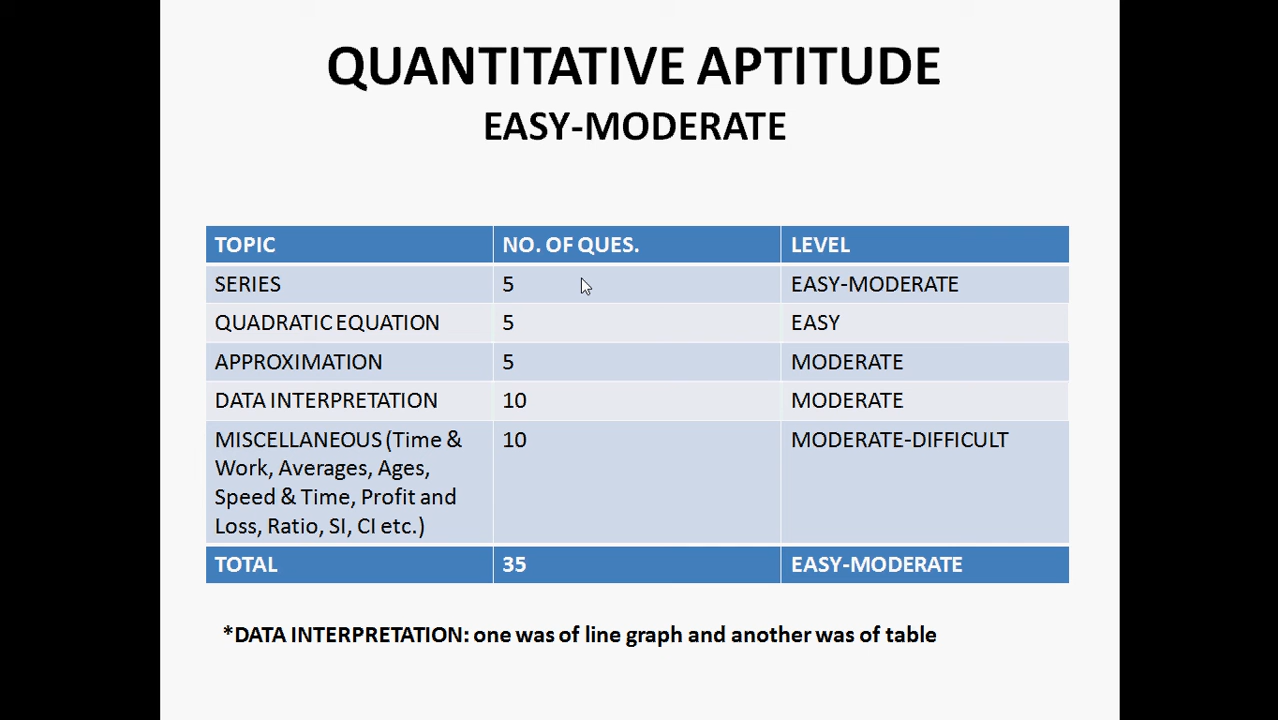 QUANTITATIVE APTITUDE
EASY-MODERATE
TOPIC NO. OF QUES. LEVEL
SERIES 5 EASY-MODERATE
QUADRATIC EQUATION 5 EASY
APPROXIMATION 5 MODERATE
DATA INTERPRETATION 10 MODERATE
MISCELLANEOUS (Time & 10 MODERATE-DIFFICULT
Work, Averages, Ages,
Speed & Time, Profit and
Loss, Ratio, SI, CI etc.)
TOTAL 35 EASY-MODERATE
*DATA INTERPRETATION: one was of line graph and another was of table